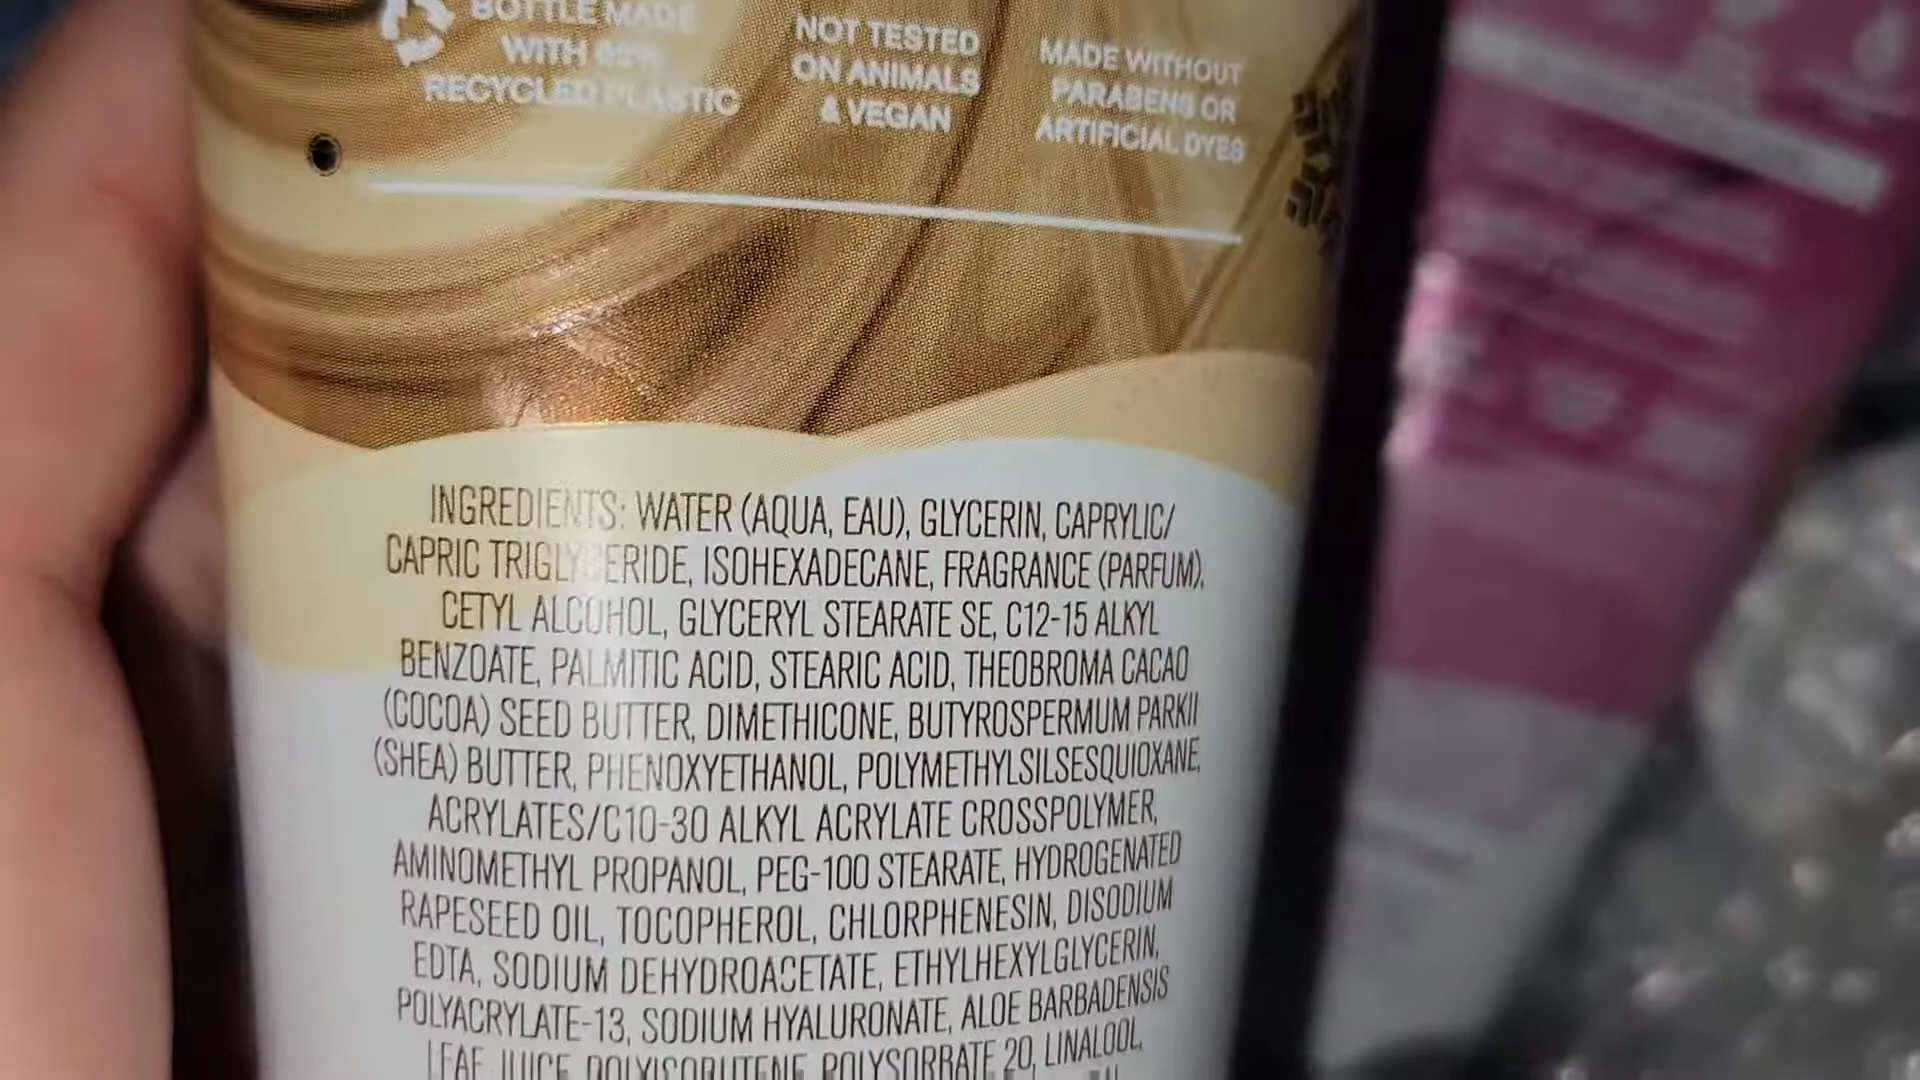 BOTTLE MADE
WITH 62%
RECYCLED PLASTIC
NOT TESTED
ON ANIMALS
& VEGAN
MADE WITHOUT
PARABENS OR
ARTIFICIAL DYES
INGREDIENTS: WATER (AQUA, EAU), GLYCERIN, CAPRYLIC/
CAPRIC TRIGLYCERIDE, ISOHEXADECANE, FRAGRANCE (PARFUM),
CETYL ALCOHOL, GLYCERYL STEARATE SE, C12-15 ALKYL
BENZOATE, PALMITIC ACID, STEARIC ACID, THEOBROMA CACAO
(COCOA) SEED BUTTER, DIMETHICONE, BUTYROSPERMUM PARKII
(SHEA) BUTTER, PHENOXYETHANOL, POLYMETHYLSILSESQUIOXANE,
ACRYLATES/C10-30 ALKYL ACRYLATE CROSSPOLYMER,
AMINOMETHYL PROPANOL, PEG-100 STEARATE, HYDROGENATED
RAPESEED OIL, TOCOPHEROL, CHLORPHENESIN, DISODIUM
EDTA, SODIUM DEHYDROACETATE, ETHYLHEXYLGLYCERIN,
POLYACRYLATE-13, SODIUM HYALURONATE, ALOE BARBADENSIS
LEAF JUICE, POLYISOBUTENE, POLYSORBATE 20, LINALOOL,